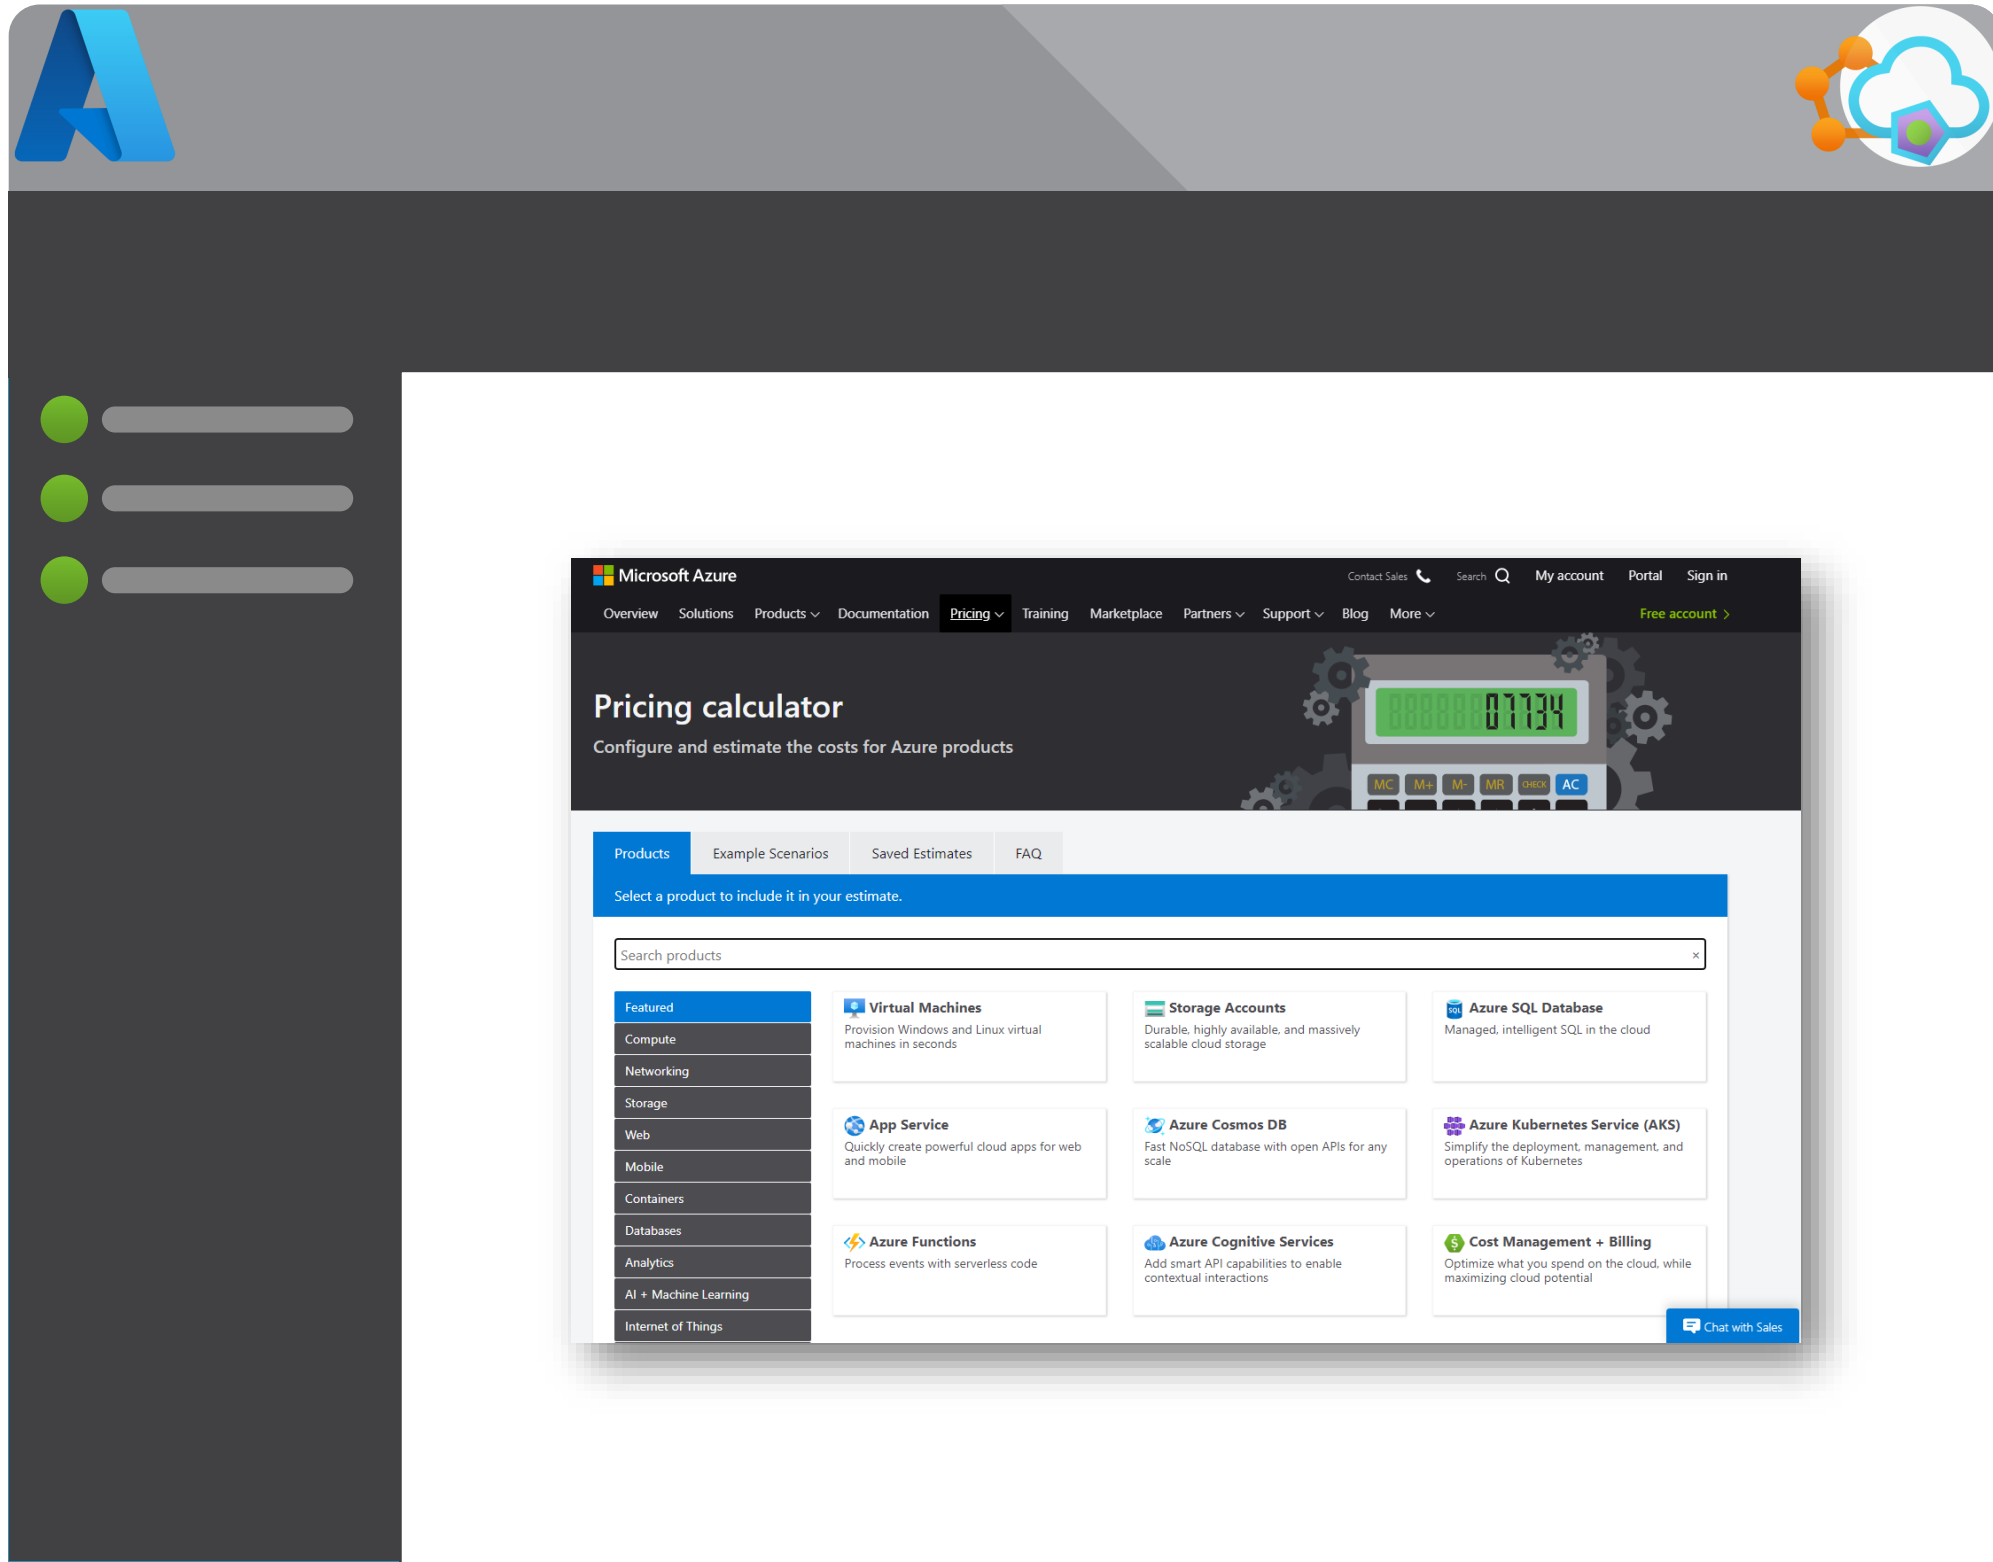 Microsoft Azure
Contact Sales Search My account Portal Sign in
Overview Solutions Products Documentation Pricing Training Marketplace Partners Support Blog More Free account
Pricing calculator
Configure and estimate the costs for Azure products
07734
MC M+ M- MR CHECK AC
Products Example Scenarios Saved Estimates FAQ
Select a product to include it in your estimate.
Search products ×
Featured
Compute
Networking
Storage
Web
Mobile
Containers
Databases
Analytics
AI + Machine Learning
Internet of Things
Virtual Machines
Provision Windows and Linux virtual
machines in seconds
Storage Accounts
Durable, highly available, and massively
scalable cloud storage
SQL
Azure SQL Database
Managed, intelligent SQL in the cloud
App Service
Quickly create powerful cloud apps for web
and mobile
Azure Cosmos DB
Fast NoSQL database with open APIs for any
scale
Azure Kubernetes Service (AKS)
Simplify the deployment, management, and
operations of Kubernetes
Azure Functions
Process events with serverless code
Azure Cognitive Services
Add smart API capabilities to enable
contextual interactions
$
Cost Management + Billing
Optimize what you spend on the cloud, while
maximizing cloud potential
Chat with Sales